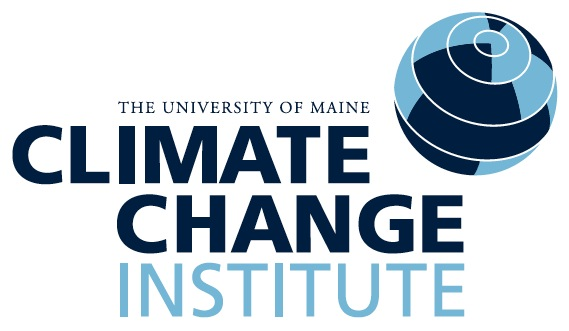 THE UNIVERSITY OF MAINE
CLIMATE
CHANGE
INSTITUTE